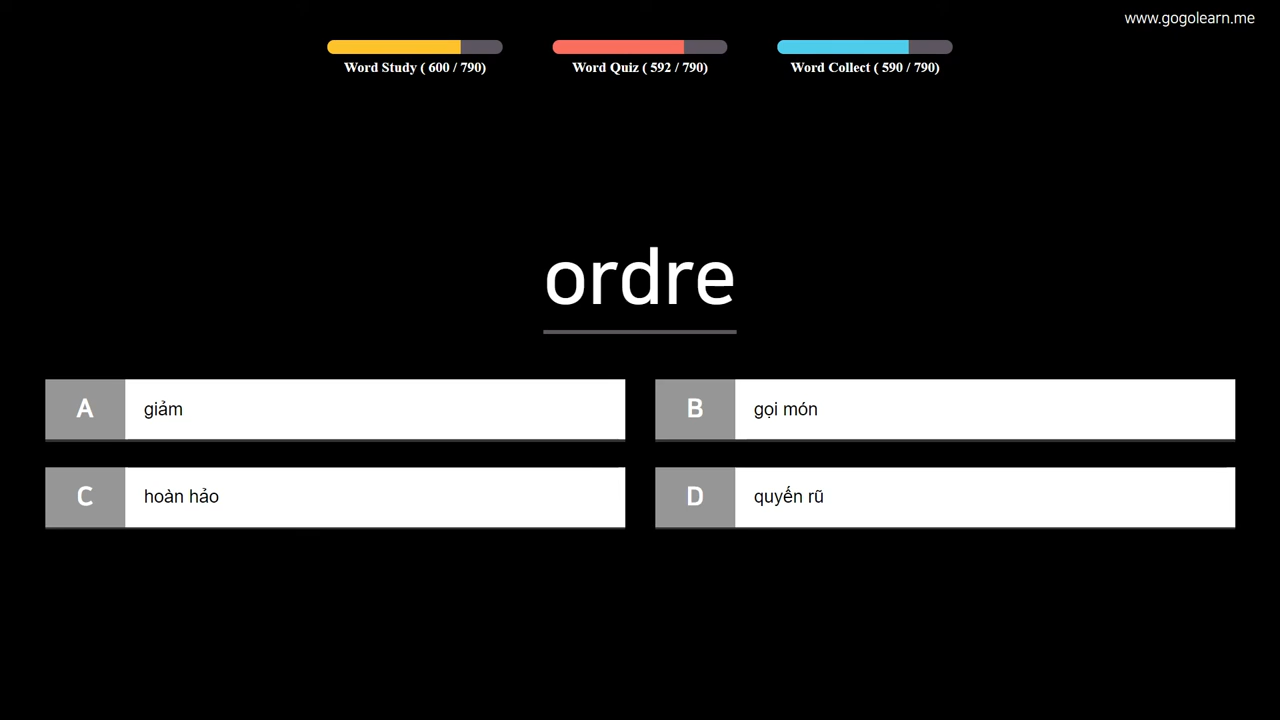 www.gogolearn.me
Word Study ( 600 / 790)
Word Quiz ( 592 / 790)
Word Collect ( 590 / 790)
ordre
A giảm
B gọi món
C hoàn hảo
D quyến rũ